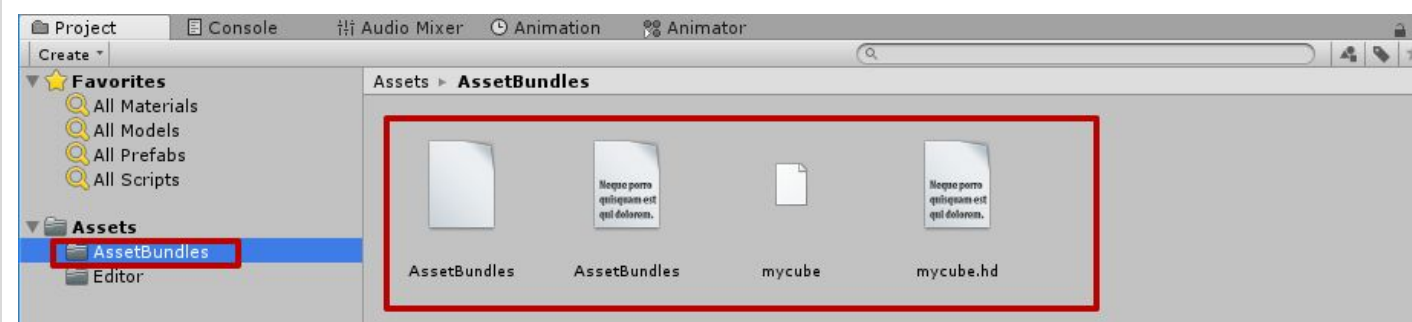 Project Console Audio Mixer Animation Animator
Create
Favorites Assets ▸ AssetBundles
All Materials
All Models
All Prefabs
All Scripts
Neque porro quisquam est qui dolorem.
Neque porro quisquam est qui dolorem.
Assets
AssetBundles
Editor
AssetBundles AssetBundles mycube mycube.hd